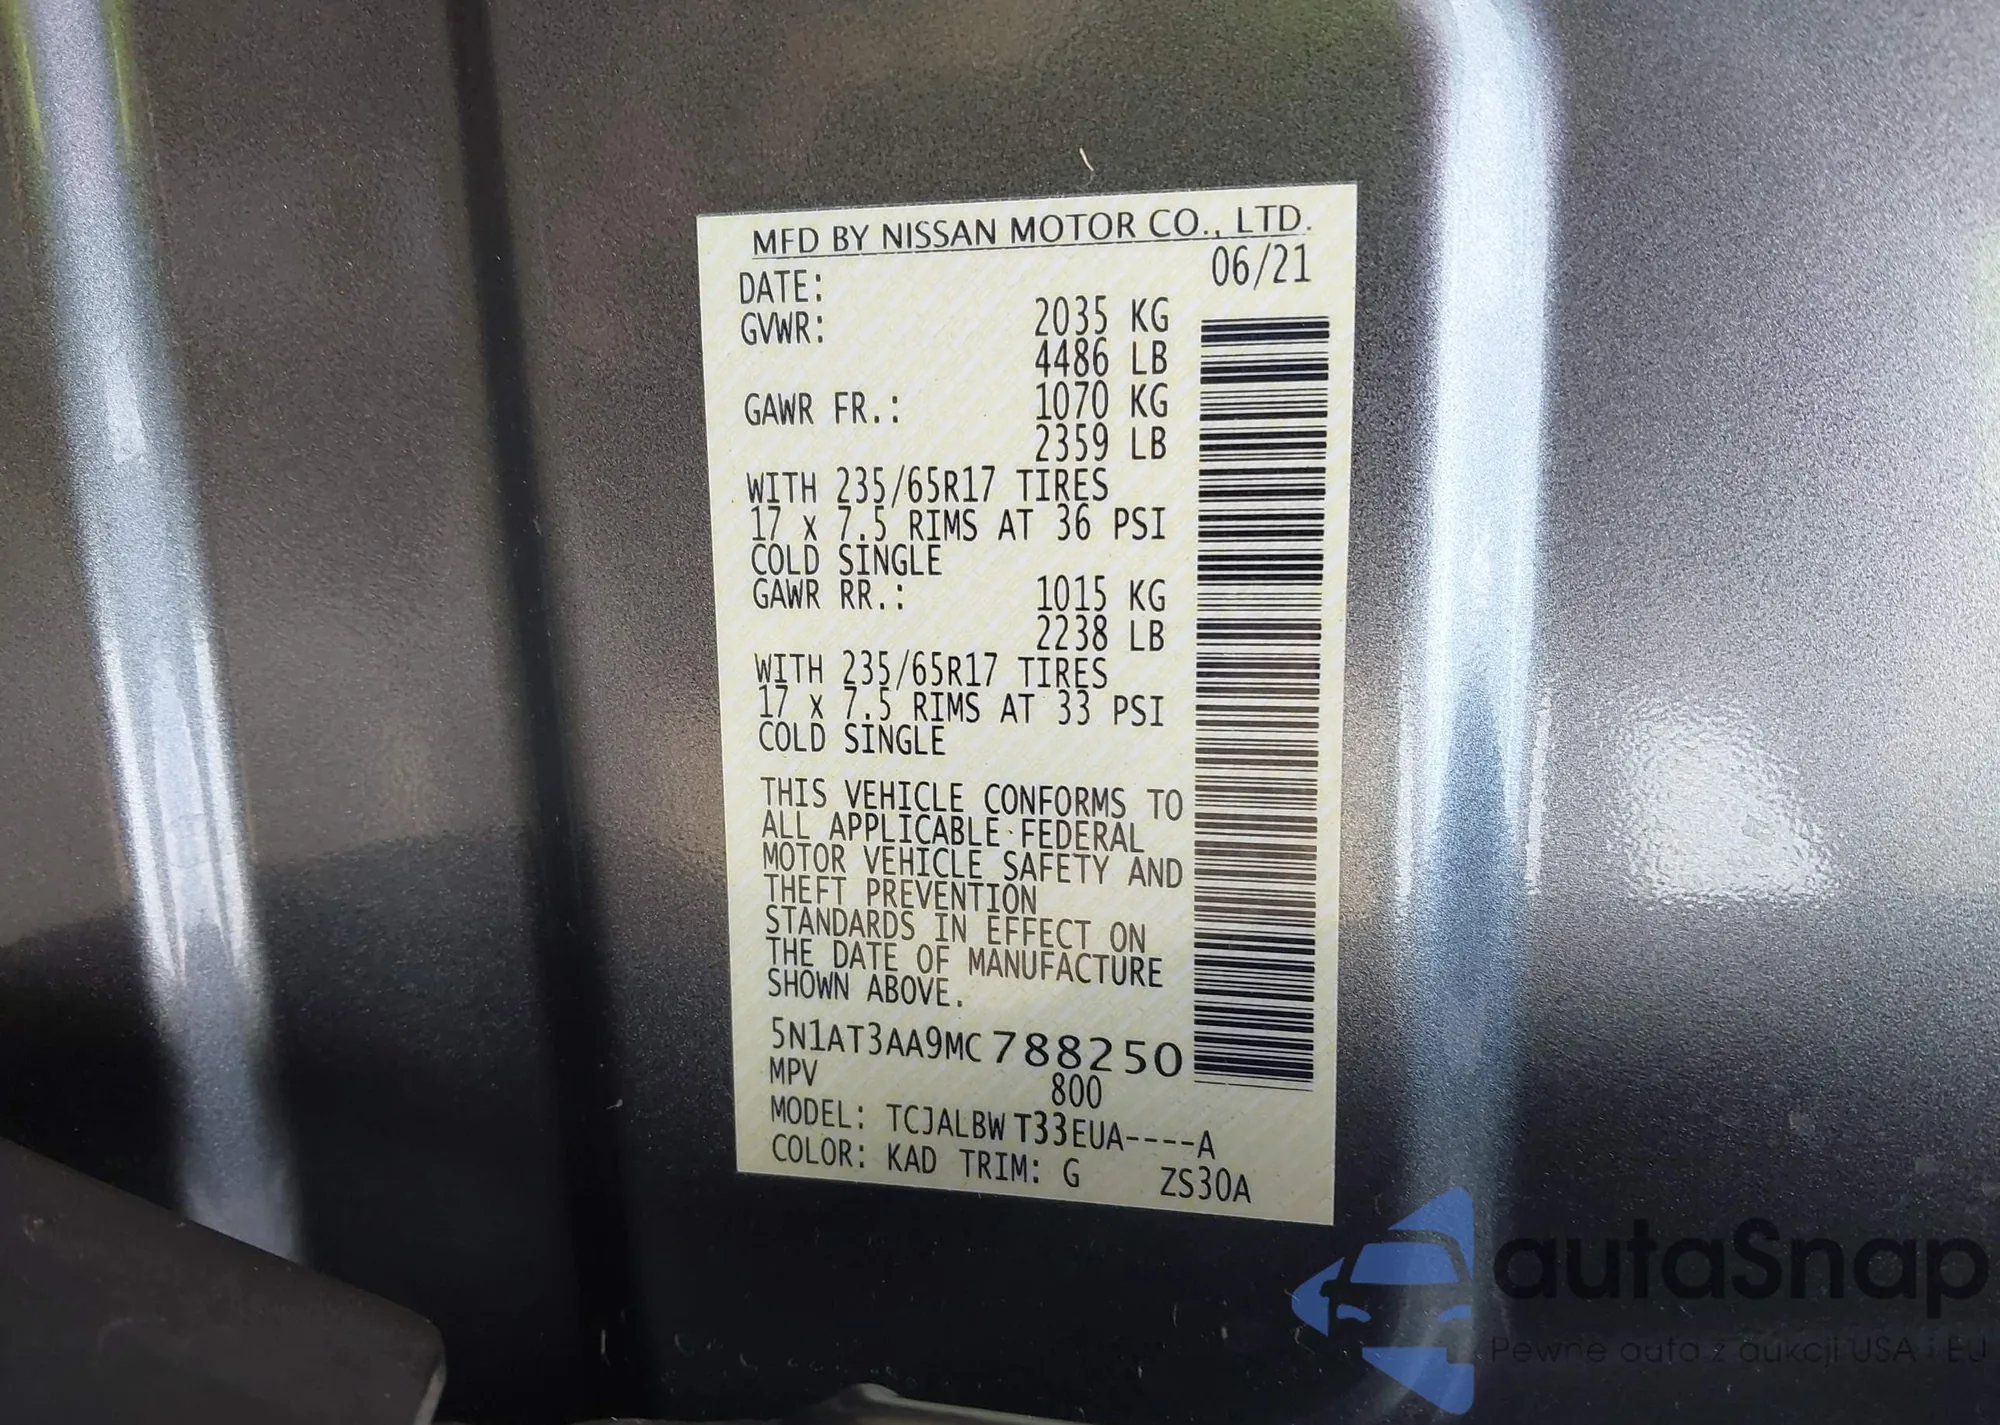 MFD BY NISSAN MOTOR CO., LTD.
DATE: 06/21
GVWR: 2035 KG
4486 LB
GAWR FR.: 1070 KG
2359 LB
WITH 235/65R17 TIRES
17 x 7.5 RIMS AT 36 PSI
COLD SINGLE
GAWR RR.: 1015 KG
2238 LB
WITH 235/65R17 TIRES
17 x 7.5 RIMS AT 33 PSI
COLD SINGLE
THIS VEHICLE CONFORMS TO
ALL APPLICABLE FEDERAL
MOTOR VEHICLE SAFETY AND
THEFT PREVENTION
STANDARDS IN EFFECT ON
THE DATE OF MANUFACTURE
SHOWN ABOVE.
5N1AT3AA9MC788250
MPV 800
MODEL: TCJALBW T33EUA----A
COLOR: KAD TRIM: G ZS30A
autaSnap
Pewne auta z aukcji USA i EU